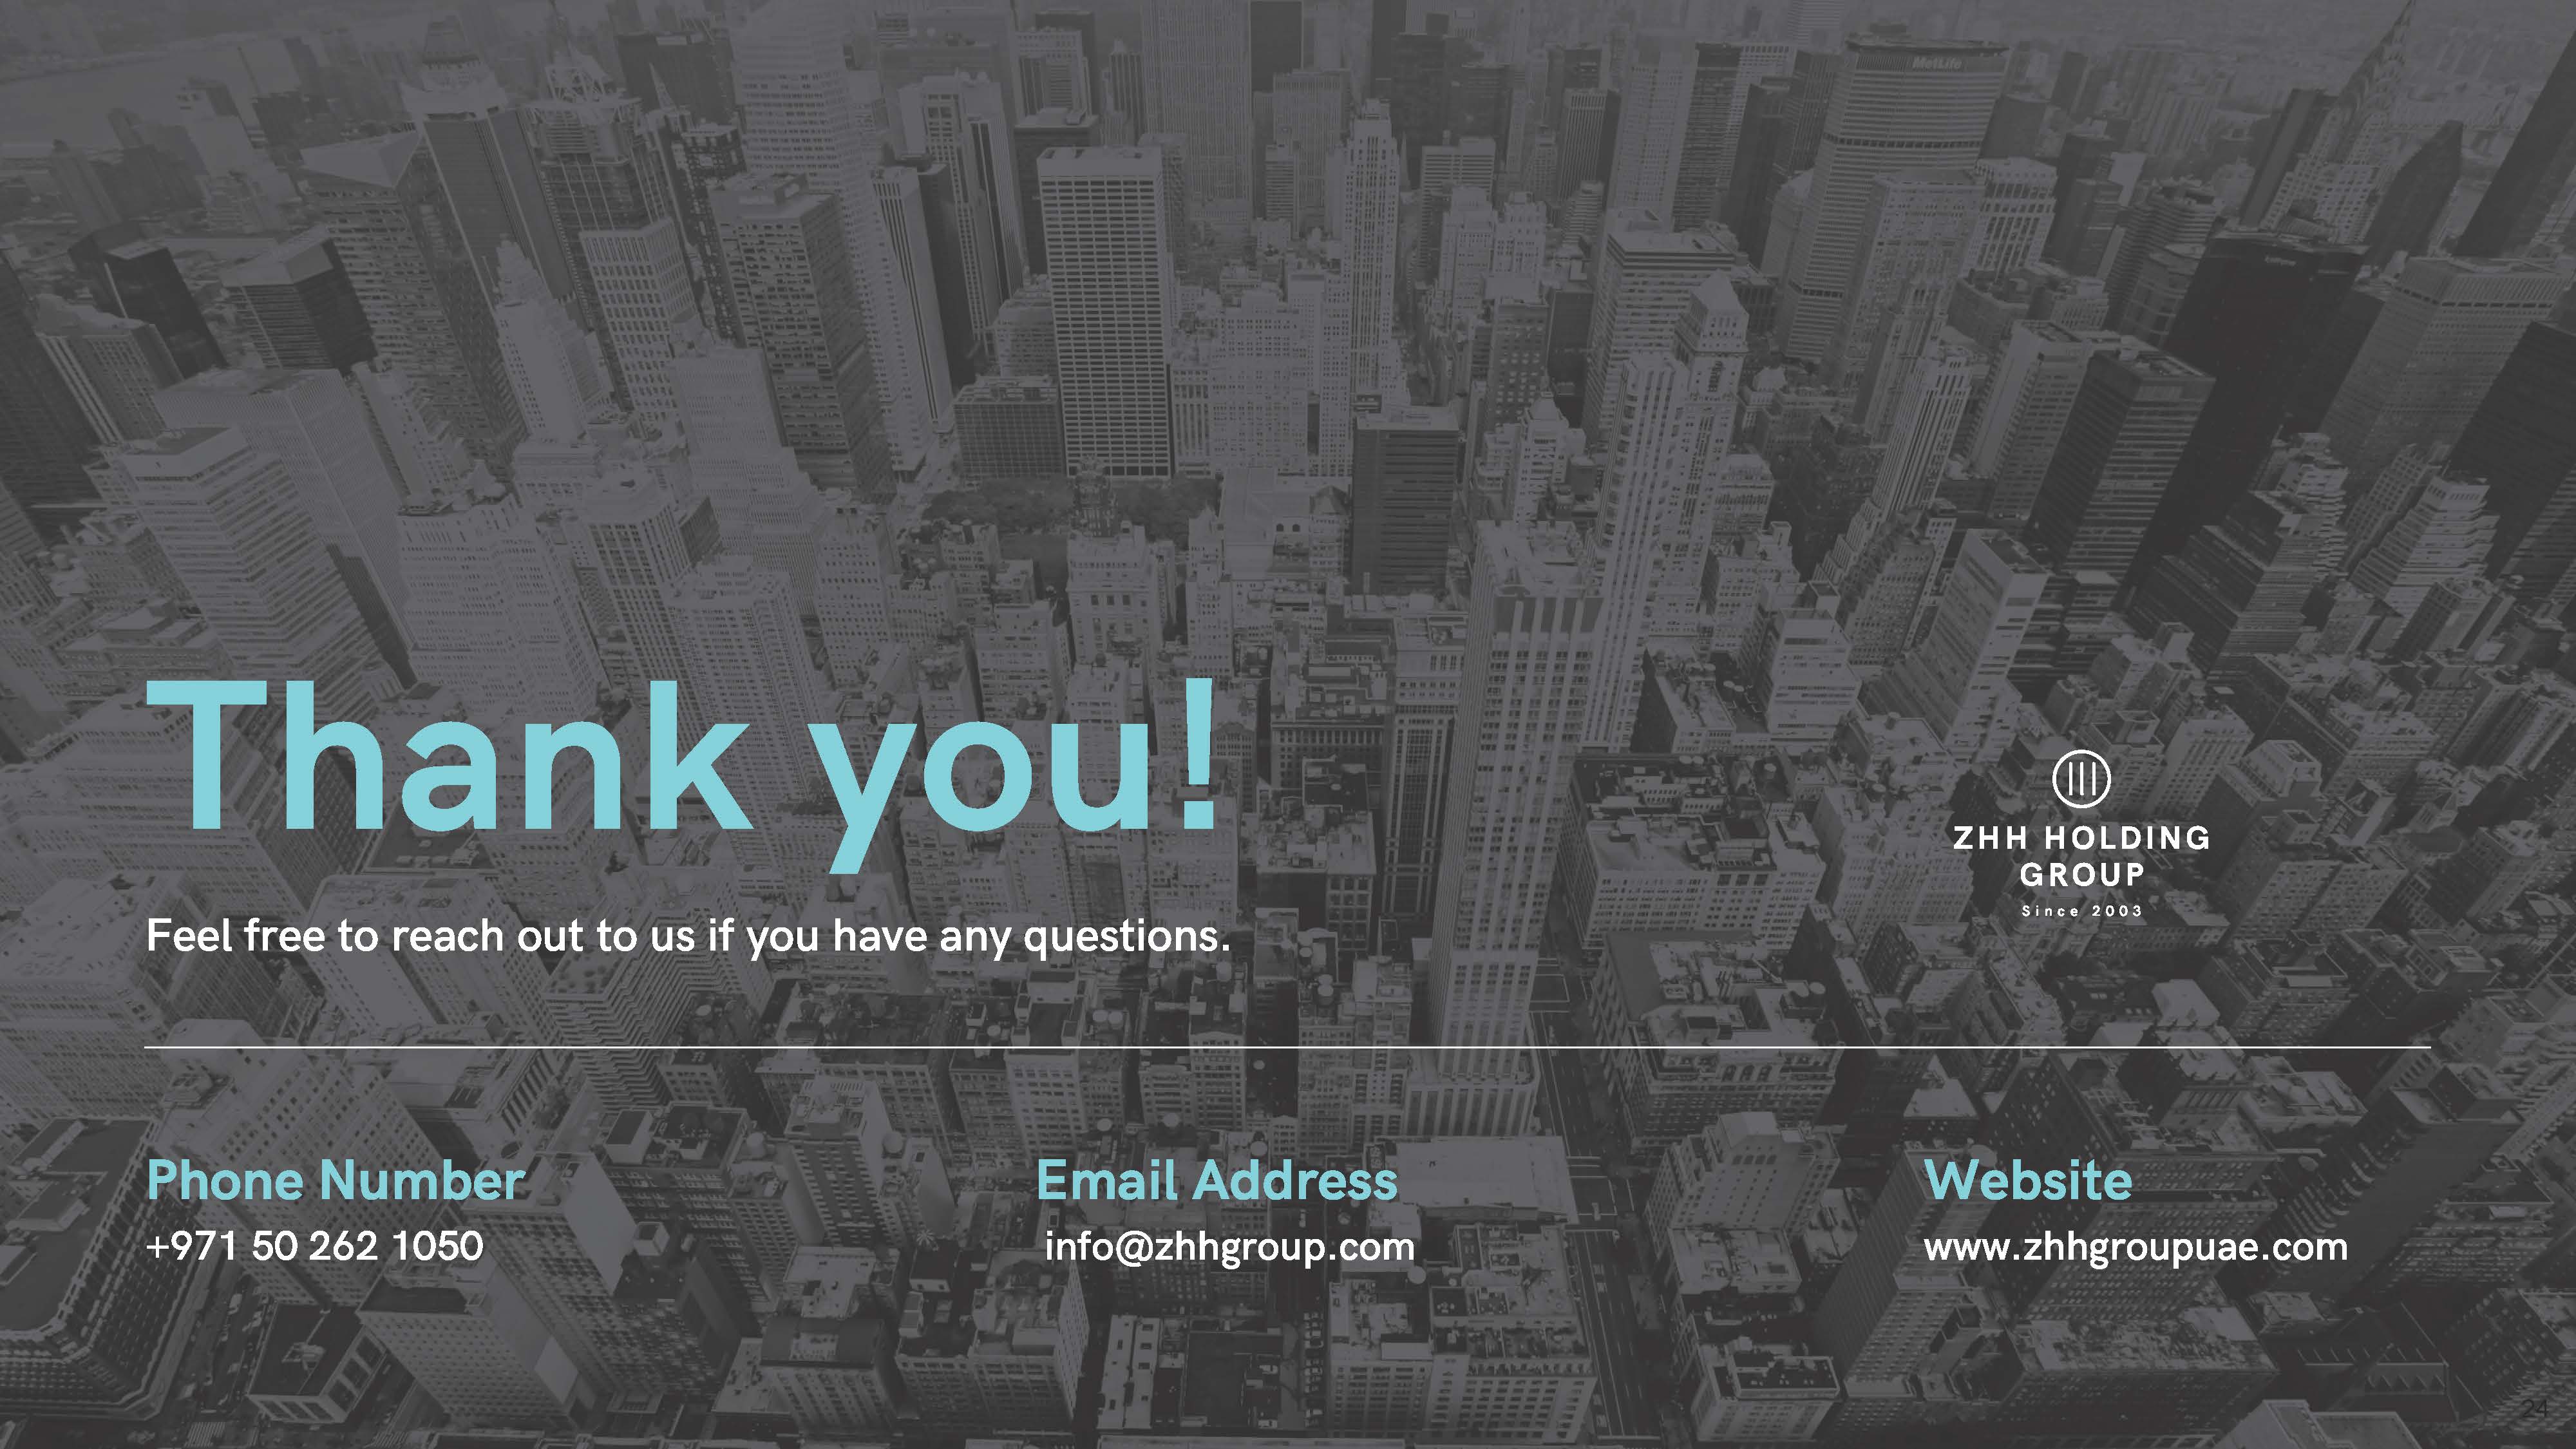 MetLife
Thank you!
Feel free to reach out to us if you have any questions.
ZHH HOLDING
GROUP
Since 2003
Phone Number
+971 50 262 1050
Email Address
info@zhhgroup.com
Website
www.zhhgroupuae.com
24